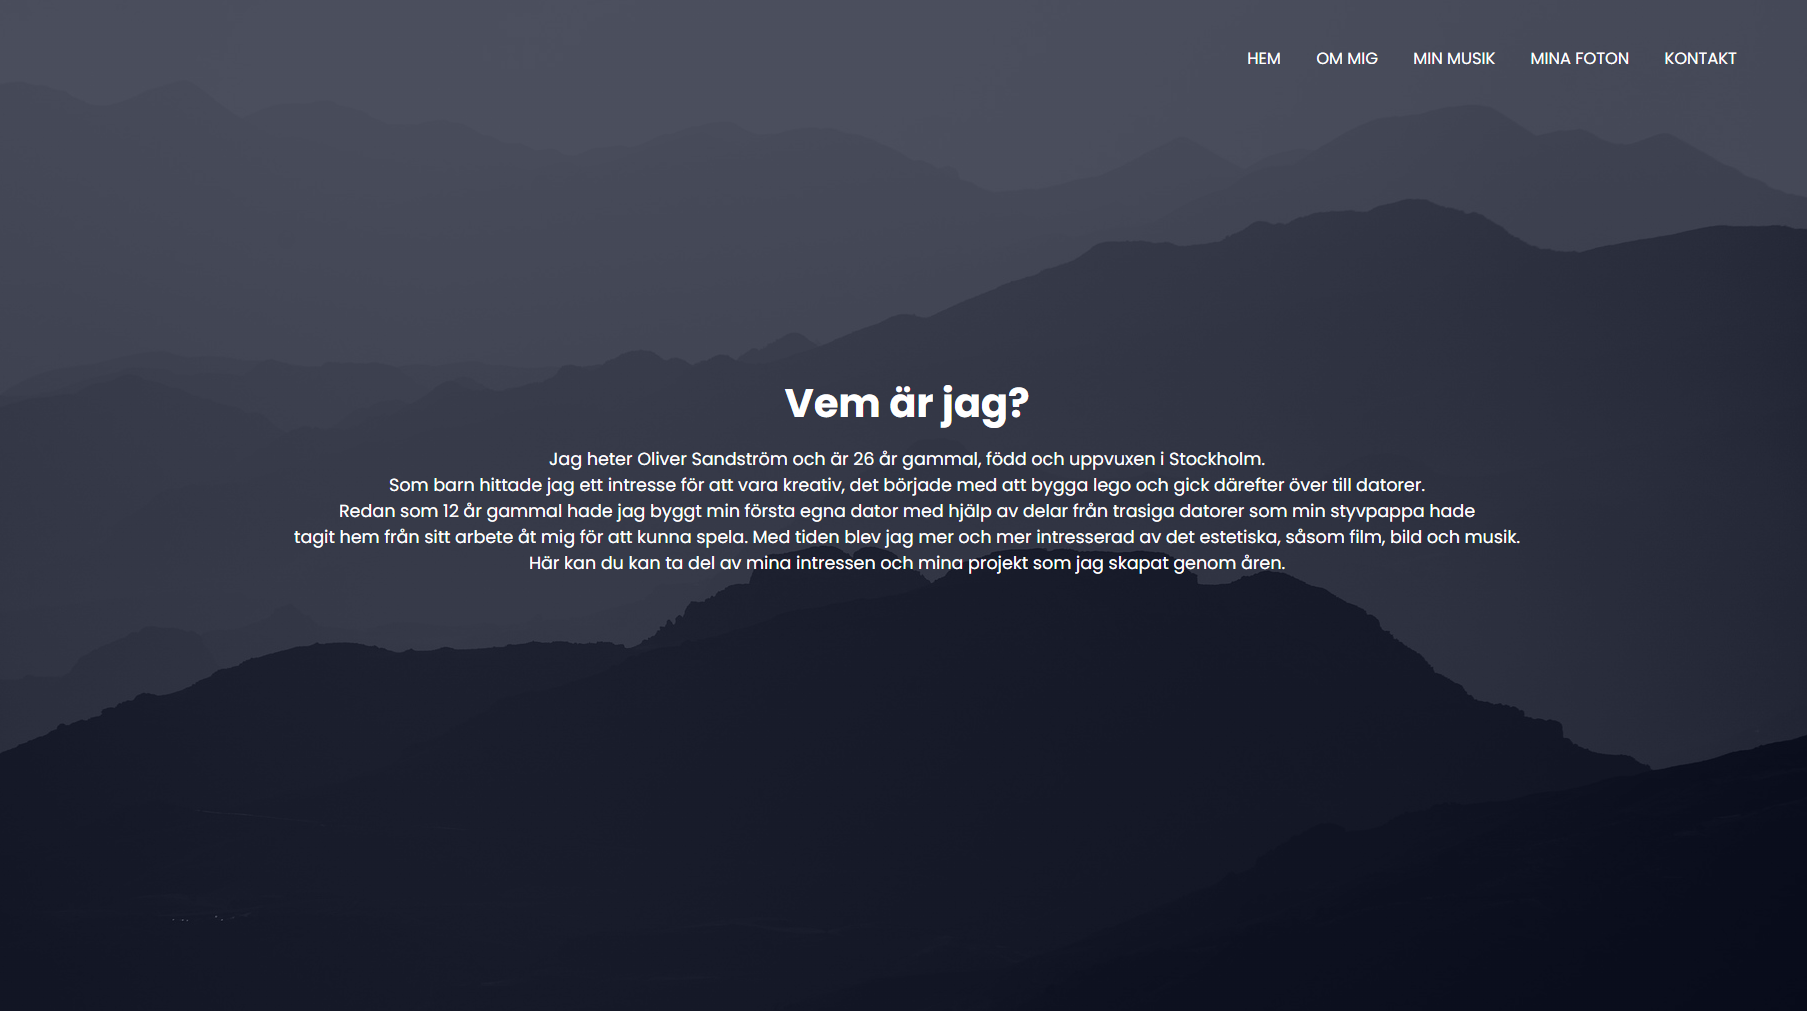 HEM OM MIG MIN MUSIK MINA FOTON KONTAKT
Vem är jag?
Jag heter Oliver Sandström och är 26 år gammal, född och uppvuxen i Stockholm.
Som barn hittade jag ett intresse för att vara kreativ, det började med att bygga lego och gick därefter över till datorer.
Redan som 12 år gammal hade jag byggt min första egna dator med hjälp av delar från trasiga datorer som min styvpappa hade
tagit hem från sitt arbete åt mig för att kunna spela. Med tiden blev jag mer och mer intresserad av det estetiska, såsom film, bild och musik.
Här kan du kan ta del av mina intressen och mina projekt som jag skapat genom åren.